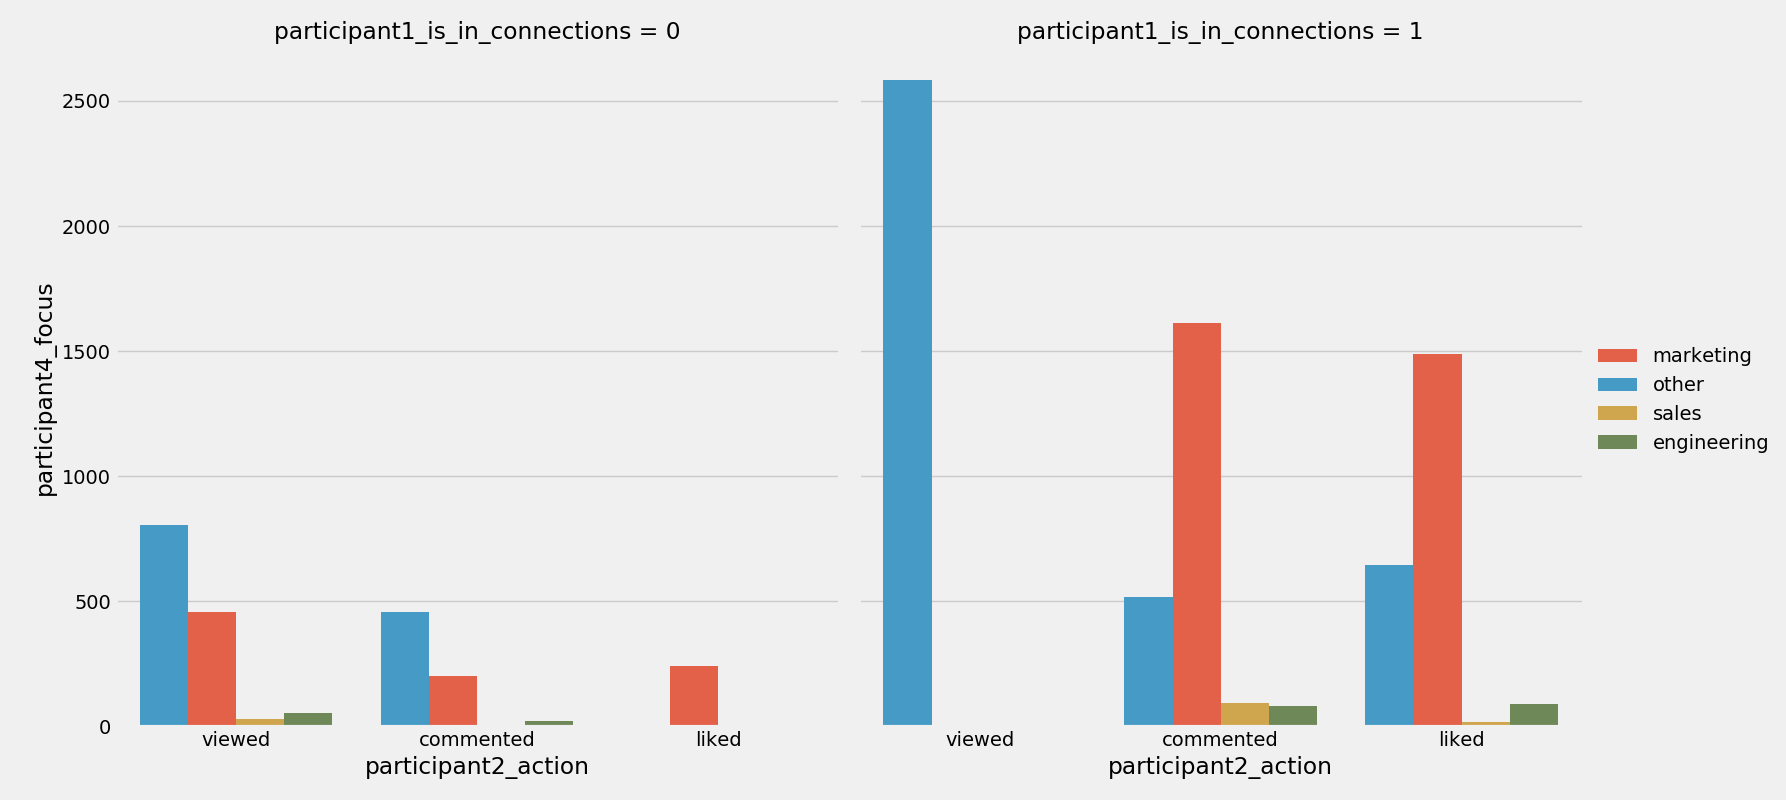 participant1_is_in_connections = 0
participant1_is_in_connections = 1
participant4_focus
2500
2000
1500
1000
500
0
viewed
commented
liked
viewed
commented
liked
participant2_action
participant2_action
marketing
other
sales
engineering